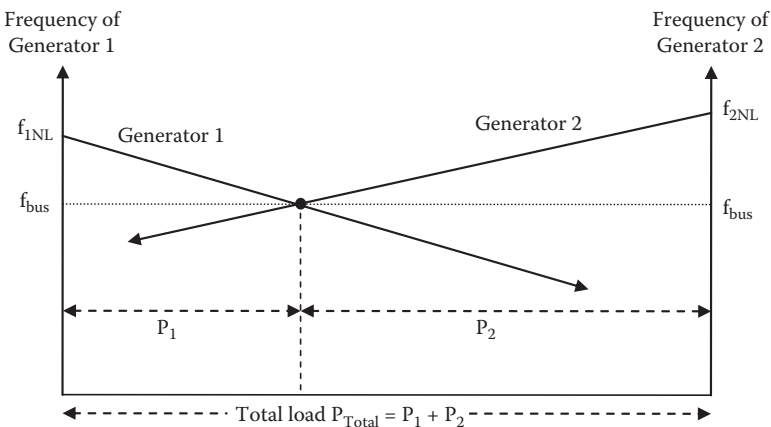 Frequency of
Generator 1
Frequency of
Generator 2
f1NL
Generator 1
Generator 2
f2NL
fbus
fbus
P1
P2
Total load PTotal = P1 + P2